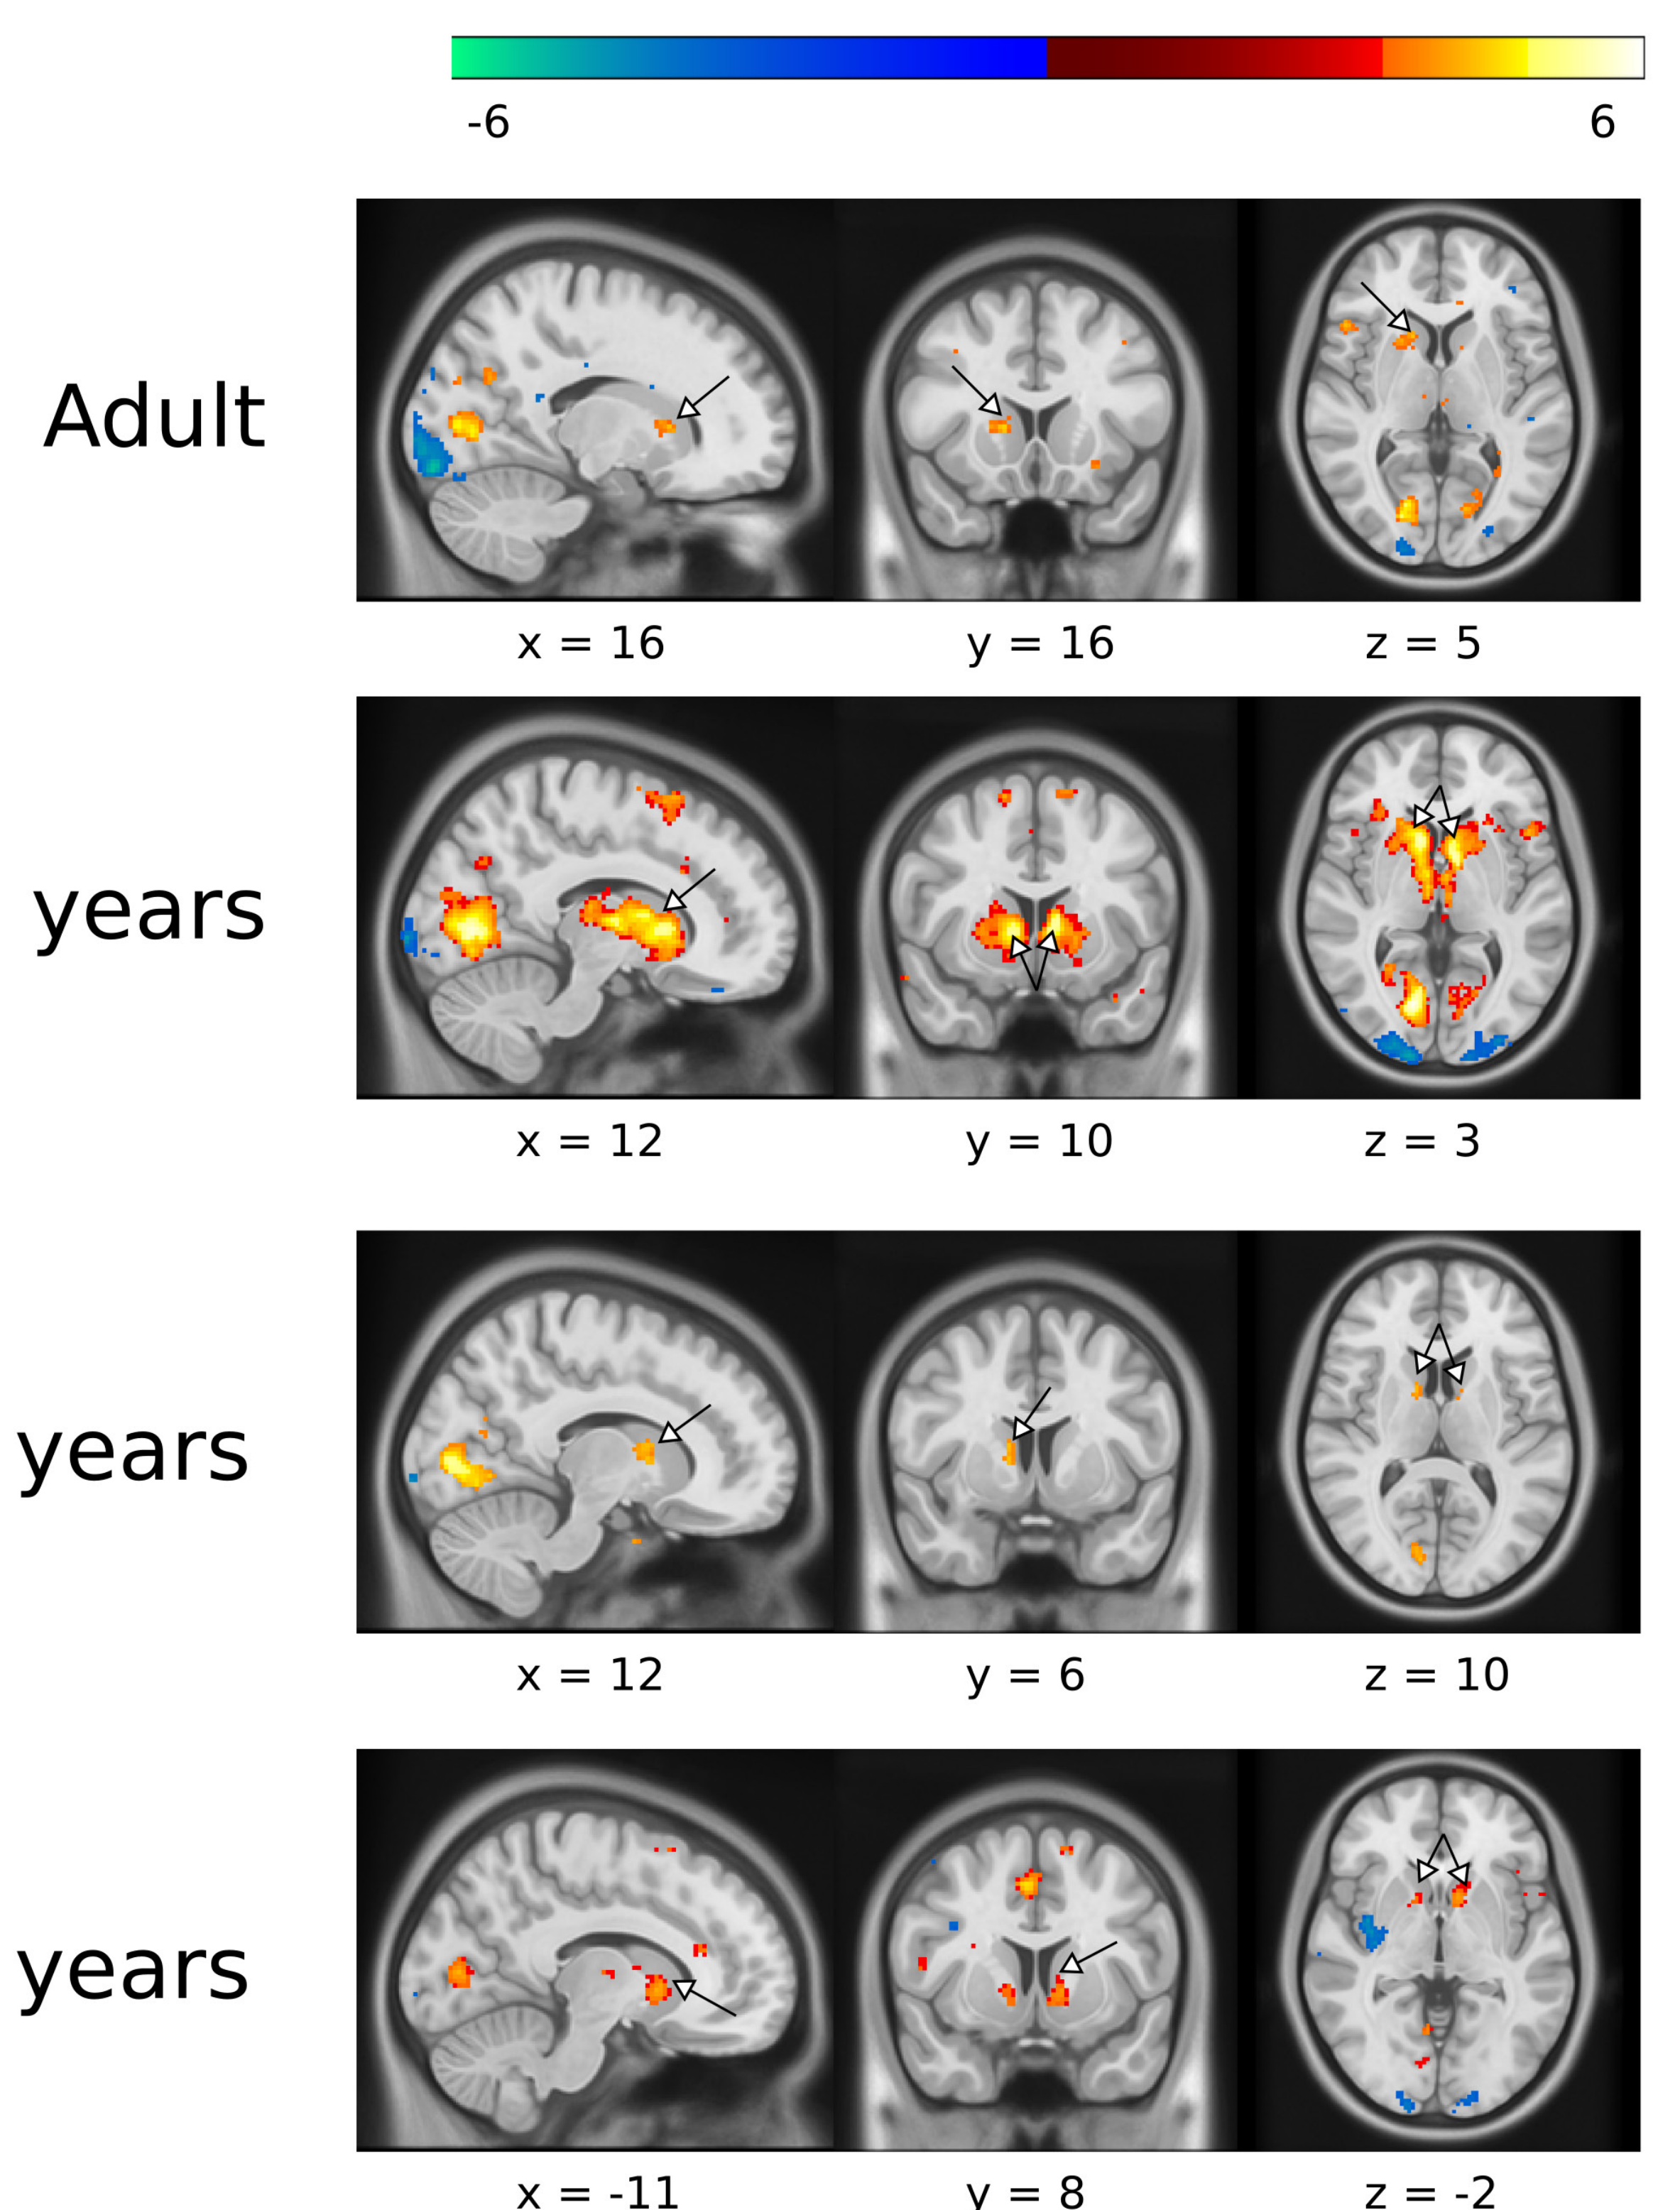 -6 6
Adult
x = 16 y = 16 z = 5
years
x = 12 y = 10 z = 3
years
x = 12 y = 6 z = 10
years
x = -11 y = 8 z = -2